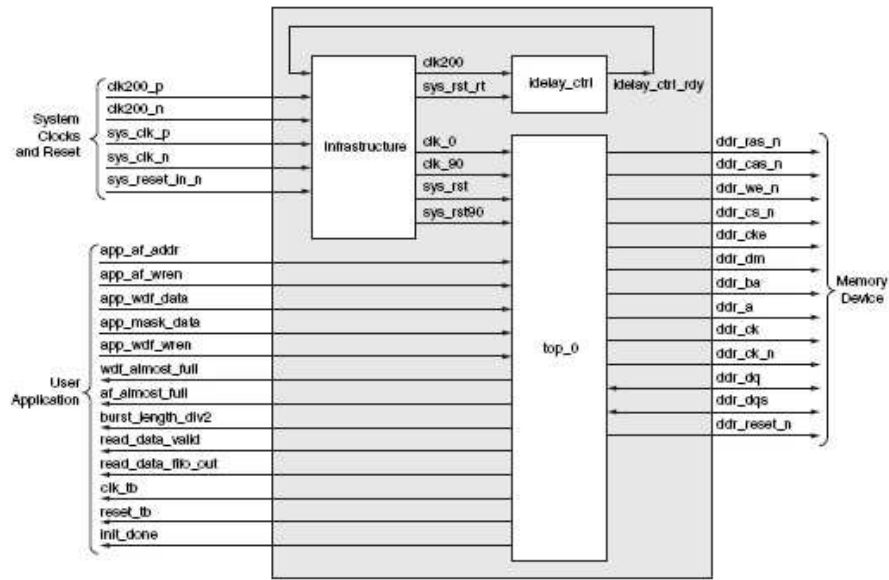 System
Clocks
and Reset
clk200_p
clk200_n
sys_clk_p
sys_clk_n
sys_reset_in_n
Infrastructure
clk200
sys_rst_rt
idelay_ctrl
idelay_ctrl_rdy
clk_0
clk_90
sys_rst
sys_rst90
User
Application
app_af_addr
app_af_wren
app_wdf_data
app_mask_data
app_wdf_wren
wdf_almost_full
af_almost_full
burst_length_div2
read_data_valid
read_data_fifo_out
clk_tb
reset_tb
init_done
top_0
ddr_ras_n
ddr_cas_n
ddr_we_n
ddr_cs_n
ddr_cke
ddr_dm
ddr_ba
ddr_a
ddr_ck
ddr_ck_n
ddr_dq
ddr_dqs
ddr_reset_n
Memory
Device